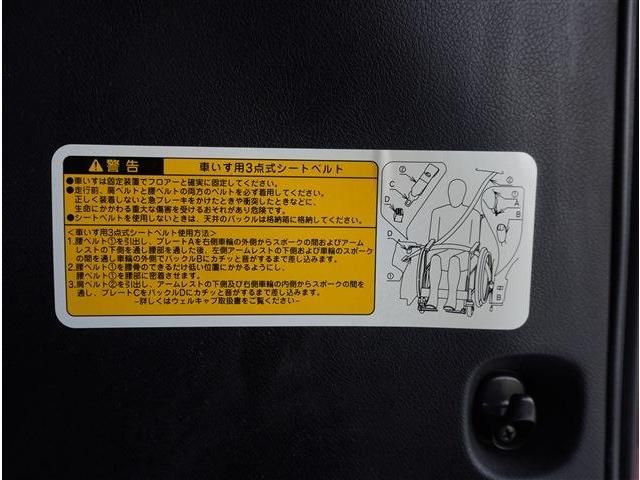 警告
車いす用3点式シートベルト
●車いすは固定装置でフロアーと確実に固定してください。
●走行前、肩ベルトと腰ベルトの両方のベルトを必ず着用してください。
正しく装着しないと急ブレーキをかけたときや衝突したときなどに、
生命にかかわる重大な傷害を受けるおそれがあり危険です。
●シートベルトを使用しないときは、天井のバックルは格納箱に格納してください。
<車いす用3点式シートベルト使用方法>
1.腰ベルト①を引出し、プレートAを右側車輪の外側からスポークの間およびアーム
レストの下側を通し腰部を通した後、左側アームレストの下側および車輪のスポーク
の間を通し車輪の外側でバックルBにカチッと音がするまで差し込みます。
2.腰ベルト①を腰骨のできるだけ低い位置にかかるようにし、
腰ベルト①を腰部に密着させます。
3.肩ベルト②を引出し、アームレストの下側及び右側車輪の内側からスポークの間を
通し、プレートCをバックルDにカチッと音がするまで差し込みます。
−詳しくはウェルキャブ取扱書をご覧ください−
②
C
D
②
①
A
B
①
B